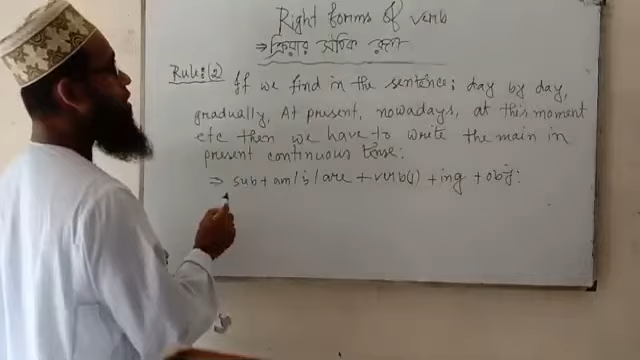 Right forms of verb
⇒ ক্রিয়ার সঠিক রূপ
Rule:(2) If we find in the sentence; day by day,
gradually, At present, nowadays, at this moment
etc then we have to write the main in
present continuous tense:
⇒ sub + am/is/are + verb(1) + ing + obj: